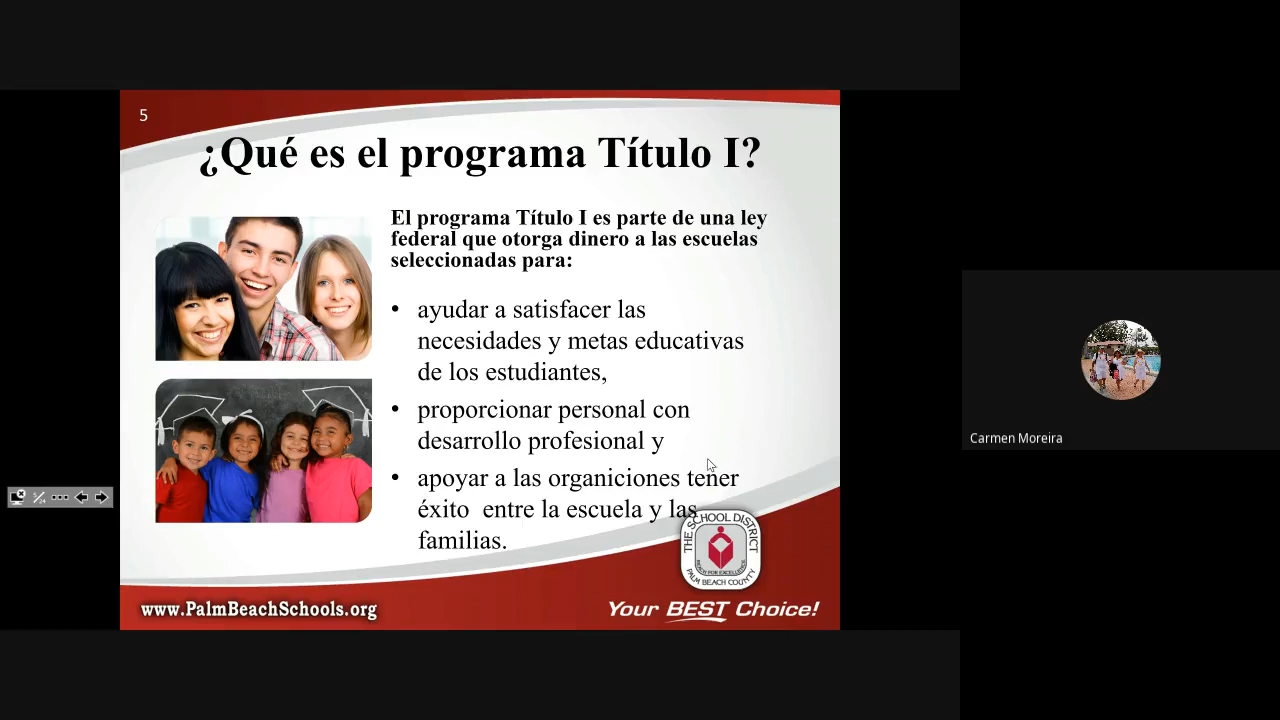 5
¿Qué es el programa Título I?
El programa Título I es parte de una ley
federal que otorga dinero a las escuelas
seleccionadas para:
• ayudar a satisfacer las
necesidades y metas educativas
de los estudiantes,
• proporcionar personal con
desarrollo profesional y
• apoyar a las organiciones tener
éxito entre la escuela y las
familias.
THE SCHOOL DISTRICT
PALM BEACH COUNTY
www.PalmBeachSchools.org
Your BEST Choice!
Carmen Moreira